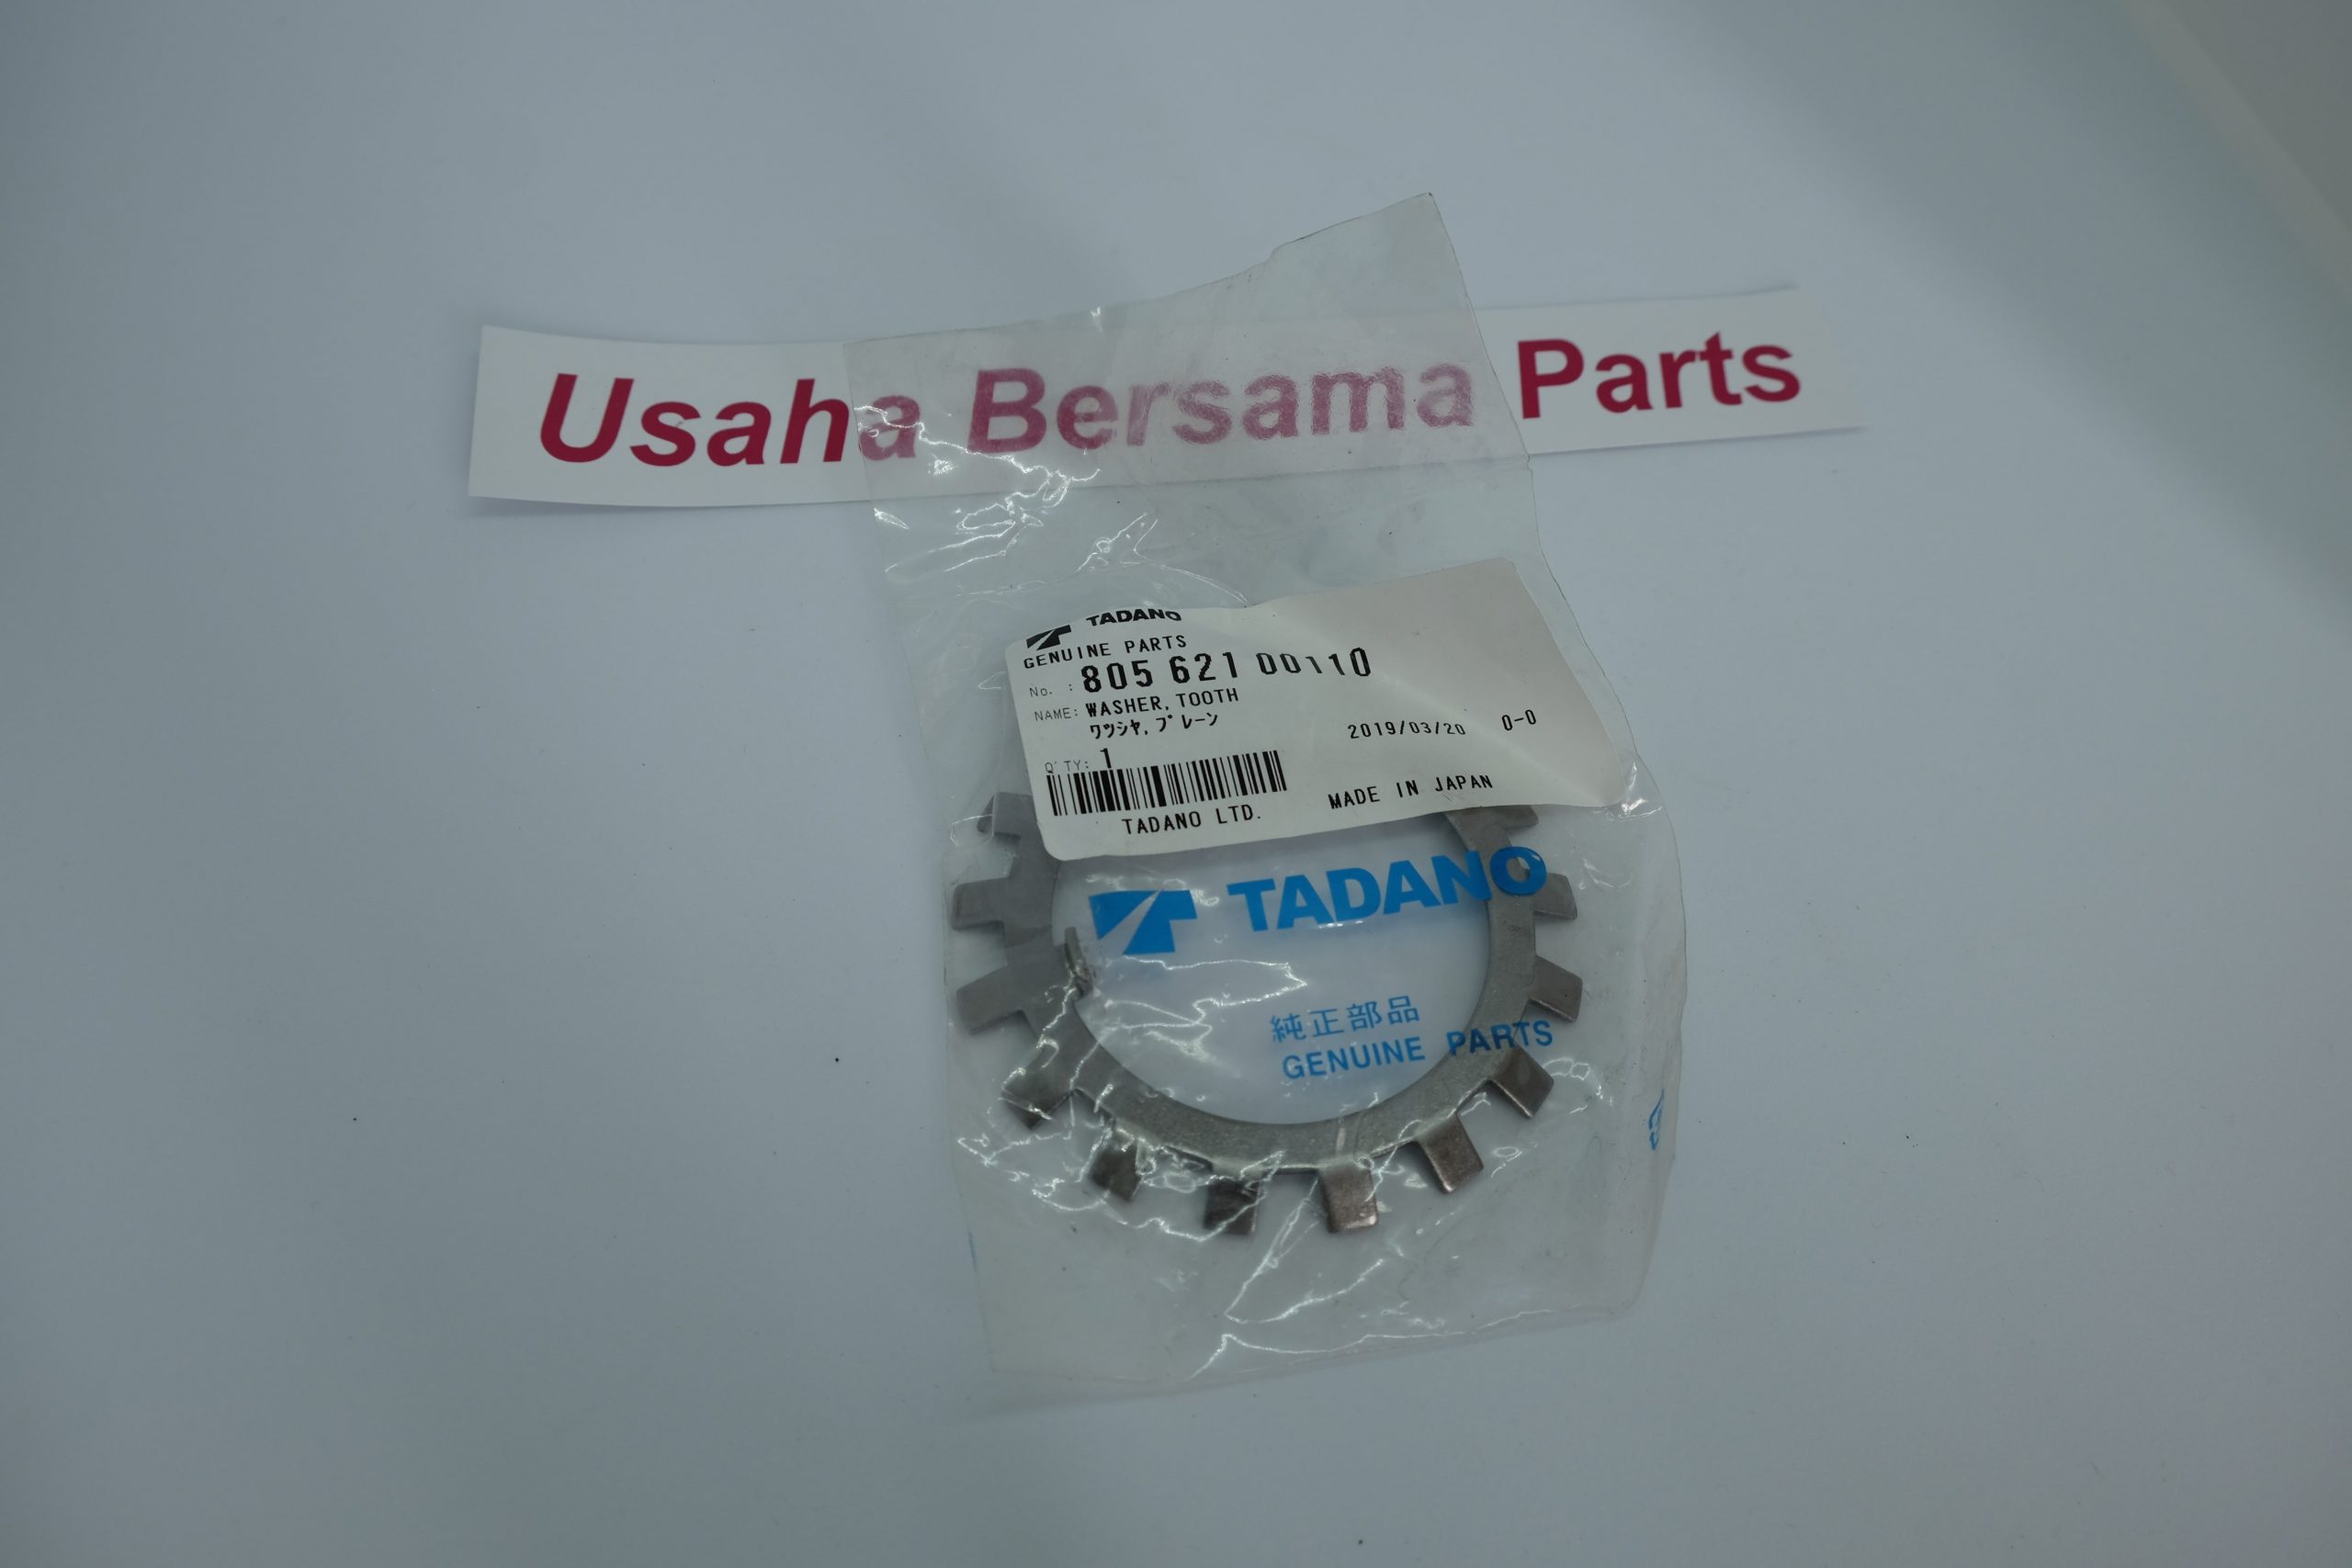 Usaha Bersama Parts
TADANO
GENUINE PARTS
No. : 805 621 00110
NAME: WASHER, TOOTH
ワツシヤ, プレーン
2019/03/20 0-0
Q'TY: 1
MADE IN JAPAN
TADANO LTD.
TADANO
純正部品
GENUINE PARTS